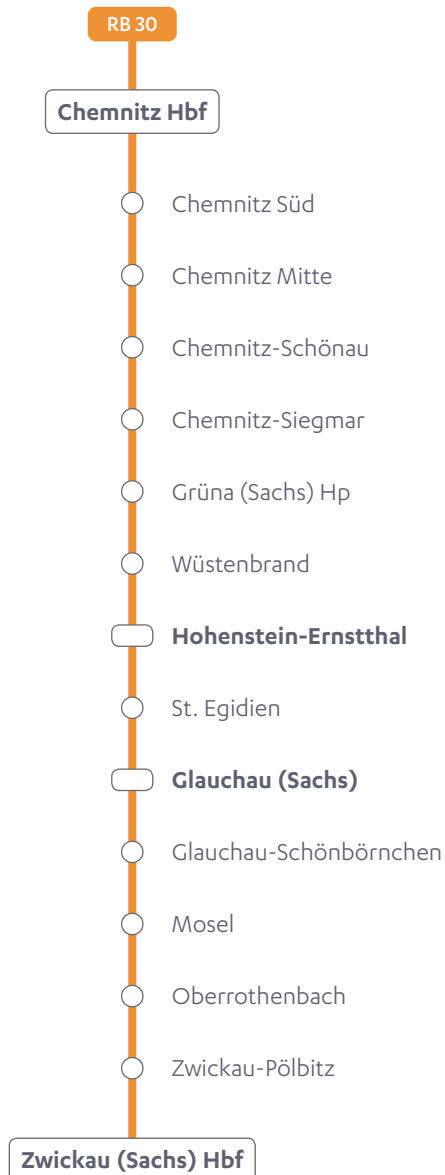 RB 30
Chemnitz Hbf
Chemnitz Süd
Chemnitz Mitte
Chemnitz-Schönau
Chemnitz-Siegmar
Grüna (Sachs) Hp
Wüstenbrand
Hohenstein-Ernstthal
St. Egidien
Glauchau (Sachs)
Glauchau-Schönbörnchen
Mosel
Oberrothenbach
Zwickau-Pölbitz
Zwickau (Sachs) Hbf